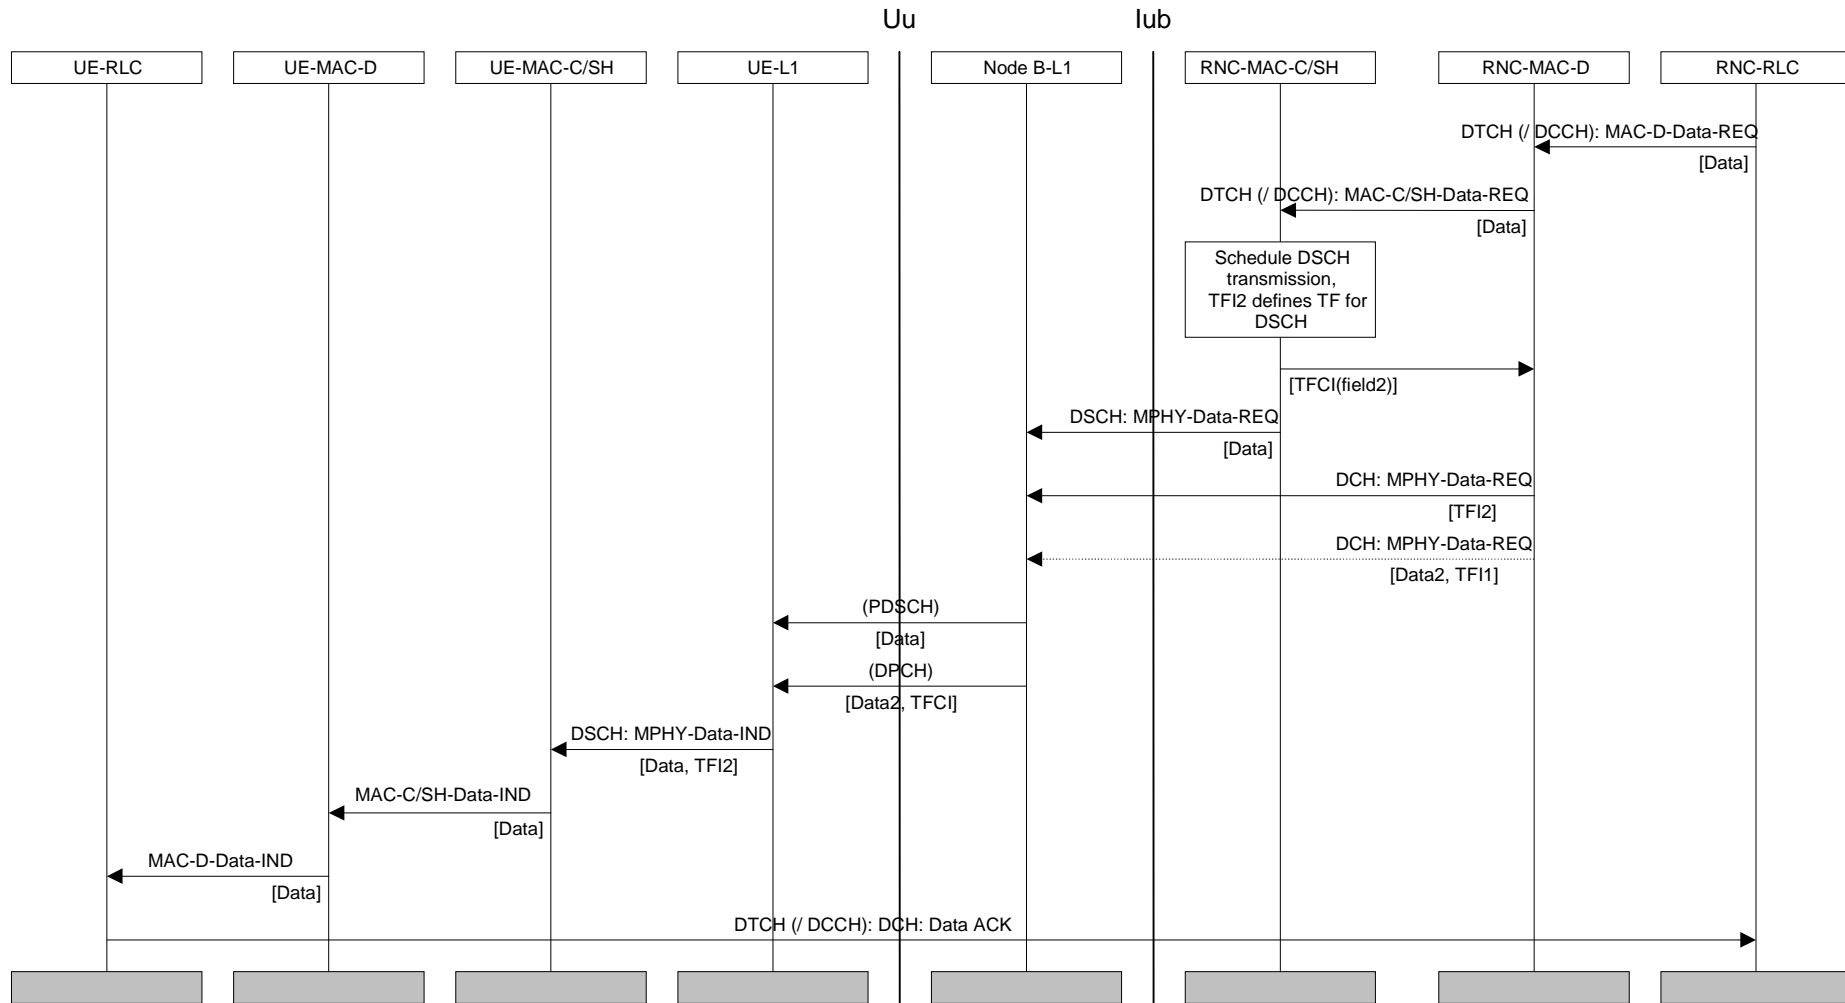 Uu
Iub
UE-RLC
UE-MAC-D
UE-MAC-C/SH
UE-L1
Node B-L1
RNC-MAC-C/SH
RNC-MAC-D
RNC-RLC
DTCH (/ DCCH): MAC-D-Data-REQ
[Data]
DTCH (/ DCCH): MAC-C/SH-Data-REQ
[Data]
Schedule DSCH
transmission,
TFI2 defines TF for
DSCH
[TFCI(field2)]
DSCH: MPHY-Data-REQ
[Data]
DCH: MPHY-Data-REQ
[TFI2]
DCH: MPHY-Data-REQ
[Data2, TFI1]
(PDSCH)
[Data]
(DPCH)
[Data2, TFCI]
DSCH: MPHY-Data-IND
[Data, TFI2]
MAC-C/SH-Data-IND
[Data]
MAC-D-Data-IND
[Data]
DTCH (/ DCCH): DCH: Data ACK